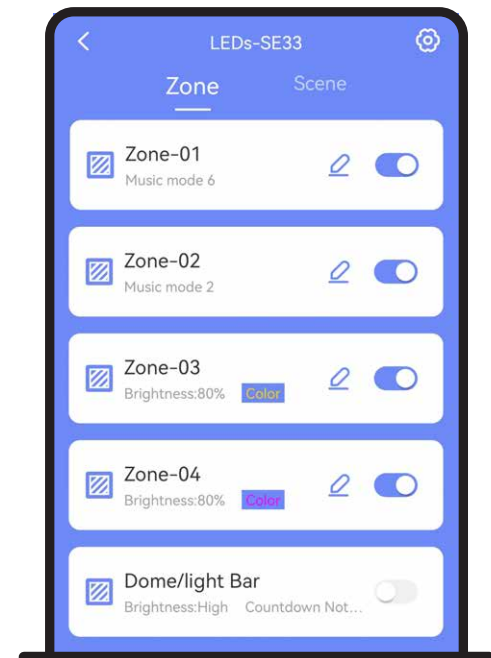 LEDs-SE33
Zone Scene
Zone-01
Music mode 6
Zone-02
Music mode 2
Zone-03
Brightness:80% Color
Zone-04
Brightness:80% Color
Dome/light Bar
Brightness:High Countdown Not...